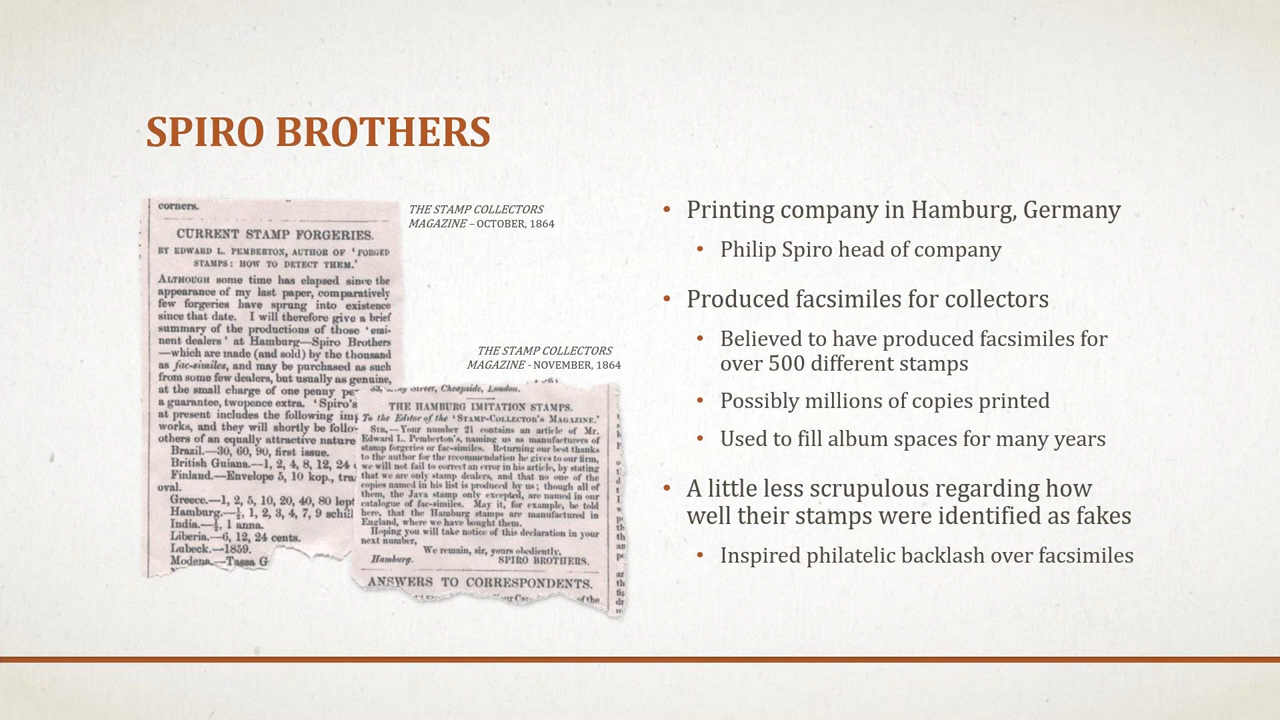 SPIRO BROTHERS
corners.
CURRENT STAMP FORGERIES.
BY EDWARD L. PEMBERTON, AUTHOR OF 'FORGED
STAMPS: HOW TO DETECT THEM.'
ALTHOUGH some time has elapsed since the
appearance of my last paper, comparatively
few forgeries have sprung into existence
since that date. I will therefore give a brief
summary of the productions of those 'emi-
nent dealers' at Hamburg—Spiro Brothers
—which are made (and sold) by the thousand
as fac-similes, and may be purchased as such
from some few dealers, but usually as genuine,
at the small charge of one penny pe
a guarantee, twopence extra. 'Spiro's
at present includes the following im
works, and they will shortly be follo
others of an equally attractive nature
Brazil.—30, 60, 90, first issue.
British Guiana.—1, 2, 4, 8, 12, 24
Finland.—Envelope 5, 10 kop., tra
oval.
Greece.—1, 2, 5, 10, 20, 40, 80 lept
Hamburg.—½, 1, 2, 3, 4, 7, 9 schil
India.—½, 1 anna.
Liberia.—6, 12, 24 cents.
Lubeck.—1859.
Modena.—Tassa G
THE STAMP COLLECTORS
MAGAZINE – OCTOBER, 1864
THE STAMP COLLECTORS
MAGAZINE - NOVEMBER, 1864
Street, Cheapside, London.
THE HAMBURG IMITATION STAMPS.
To the Editor of the 'STAMP-COLLECTOR'S MAGAZINE.'
SIR,—Your number 21 contains an article of Mr.
Edward L. Pemberton's, naming us as manufacturers of
stamp forgeries or fac-similes. Returning our best thanks
to the author for the recommendation he gives to our firm,
we will not fail to correct an error in his article, by stating
that we are only stamp dealers, and that no one of the
copies named in his list is produced by us; though all of
them, the Java stamp only excepted, are named in our
catalogue of fac-similes. May it, for example, be told
here, that the Hamburg stamps are manufactured in
England, where we have bought them.
Hoping you will take notice of this declaration in your
next number,
We remain, sir, yours obediently,
Hamburg. SPIRO BROTHERS.
ANSWERS TO CORRESPONDENTS.
of the
• Printing company in Hamburg, Germany
• Philip Spiro head of company
• Produced facsimiles for collectors
• Believed to have produced facsimiles for
over 500 different stamps
• Possibly millions of copies printed
• Used to fill album spaces for many years
• A little less scrupulous regarding how
well their stamps were identified as fakes
• Inspired philatelic backlash over facsimiles